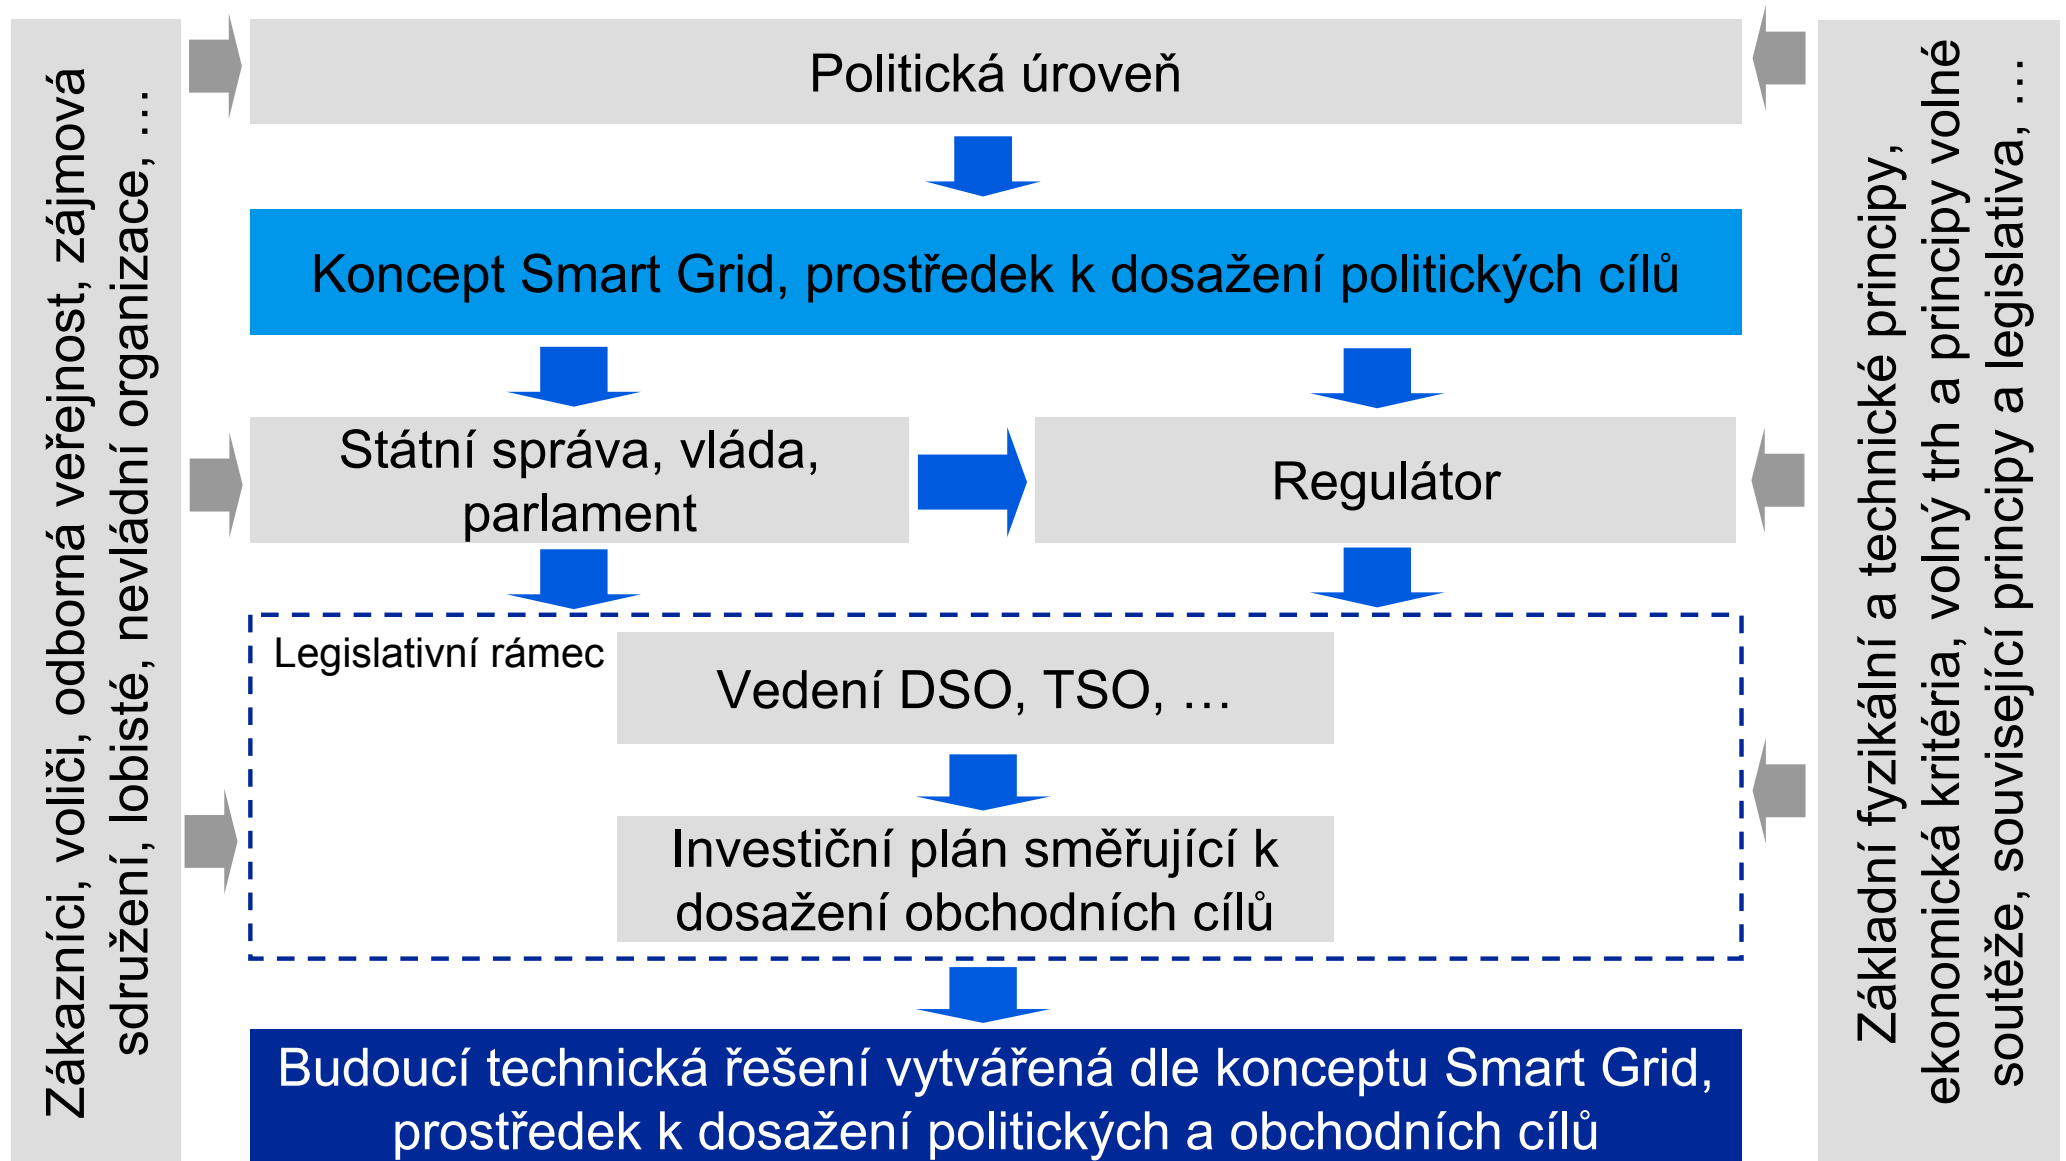 Zákazníci, voliči, odborná veřejnost, zájmová
sdružení, lobisté, nevládní organizace, …
Politická úroveň
Koncept Smart Grid, prostředek k dosažení politických cílů
Státní správa, vláda,
parlament
Regulátor
Legislativní rámec
Vedení DSO, TSO, …
Investiční plán směřující k
dosažení obchodních cílů
Budoucí technická řešení vytvářená dle konceptu Smart Grid,
prostředek k dosažení politických a obchodních cílů
Základní fyzikální a technické principy,
ekonomická kritéria, volný trh a principy volné
soutěže, související principy a legislativa, …